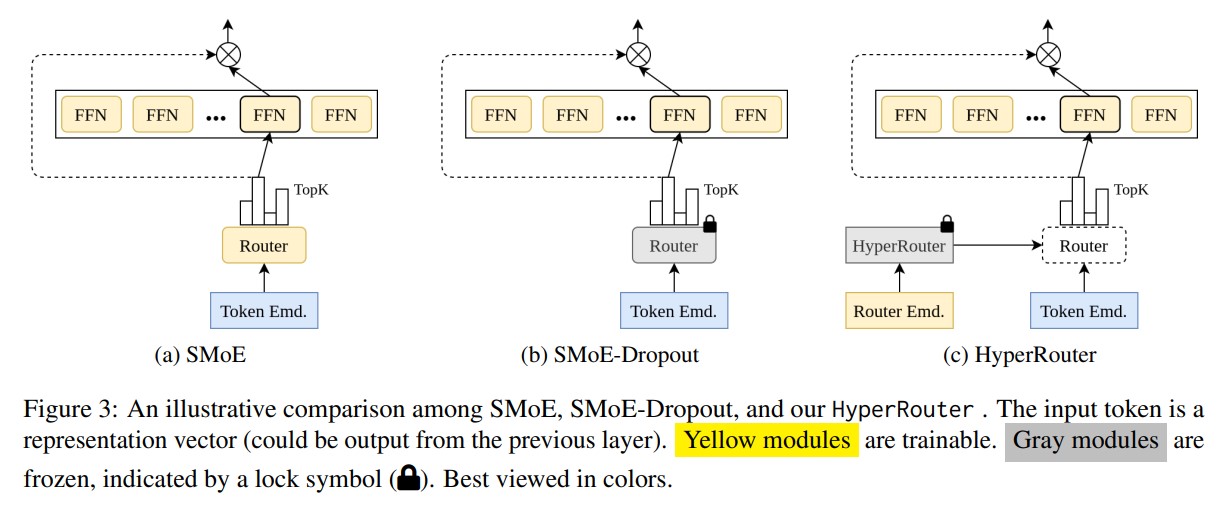 FFN FFN ... FFN FFN
TopK
Router
Token Emd.
(a) SMoE
FFN FFN ... FFN FFN
TopK
Router
Token Emd.
(b) SMoE-Dropout
FFN FFN ... FFN FFN
TopK
HyperRouter Router
Router Emd. Token Emd.
(c) HyperRouter
Figure 3: An illustrative comparison among SMoE, SMoE-Dropout, and our HyperRouter . The input token is a
representation vector (could be output from the previous layer). Yellow modules are trainable. Gray modules are
frozen, indicated by a lock symbol (🔒). Best viewed in colors.